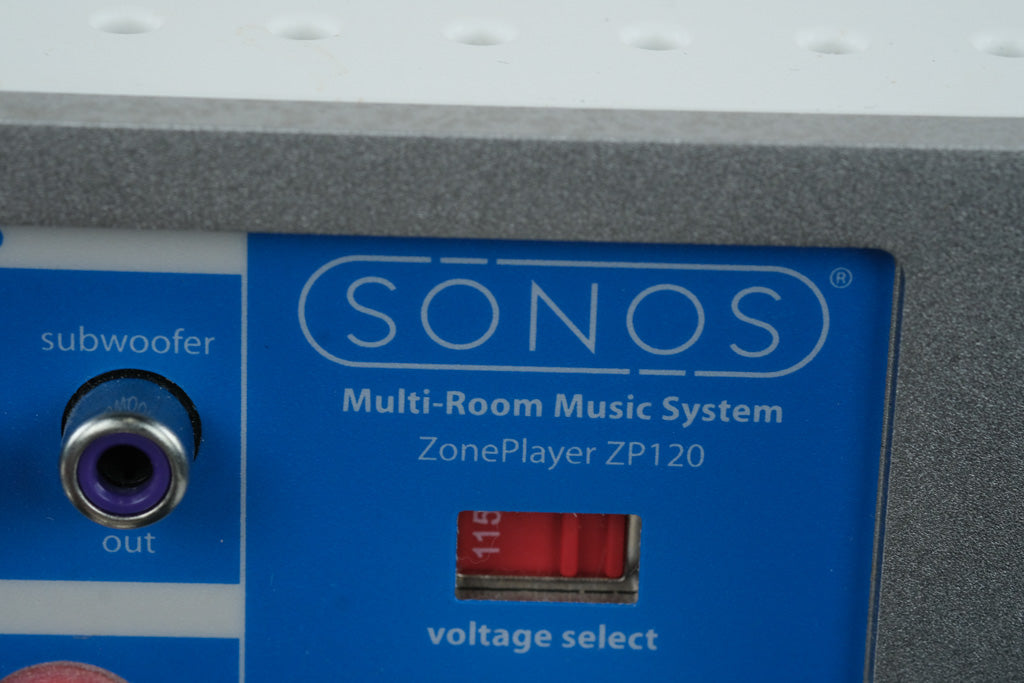 subwoofer
out
SONOS®
Multi-Room Music System
ZonePlayer ZP120
115
voltage select